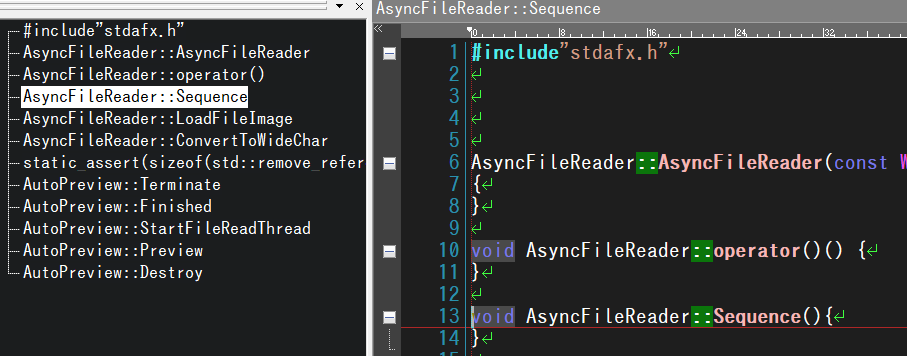 #include"stdafx.h"
AsyncFileReader::AsyncFileReader
AsyncFileReader::operator()
AsyncFileReader::Sequence
AsyncFileReader::LoadFileImage
AsyncFileReader::ConvertToWideChar
static_assert(sizeof(std::remove_refer
AutoPreview::Terminate
AutoPreview::Finished
AutoPreview::StartFileReadThread
AutoPreview::Preview
AutoPreview::Destroy
AsyncFileReader::Sequence
0 8 16 24 32
1 #include"stdafx.h"
2
3
4
5
6 AsyncFileReader::AsyncFileReader(const W
7 {
8 }
9
10 void AsyncFileReader::operator()() {
11 }
12
13 void AsyncFileReader::Sequence(){
14 }